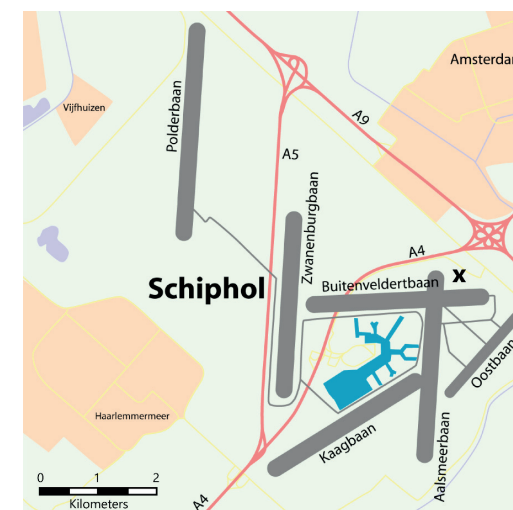 Amsterdam
Vijfhuizen
A9
Polderbaan
A5
Zwanenburgbaan
A4
x
Schiphol
Buitenveldertbaan
Oostbaan
Haarlemmermeer
Kaagbaan
Aalsmeerbaan
0 1 2
Kilometers
A4